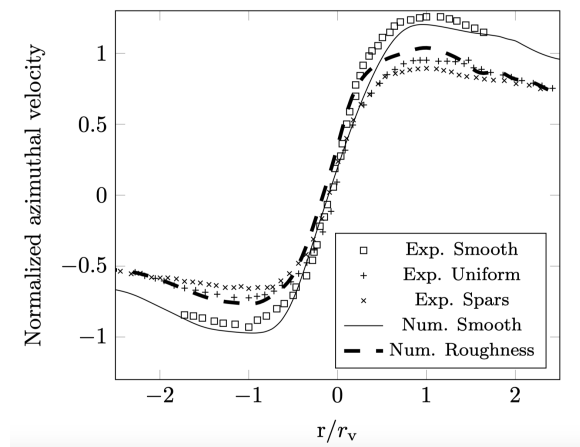 Normalized azimuthal velocity
1
0.5
0
−0.5
−1
Exp. Smooth
Exp. Uniform
Exp. Spars
Num. Smooth
Num. Roughness
−2 −1 0 1 2
r/rᵥ